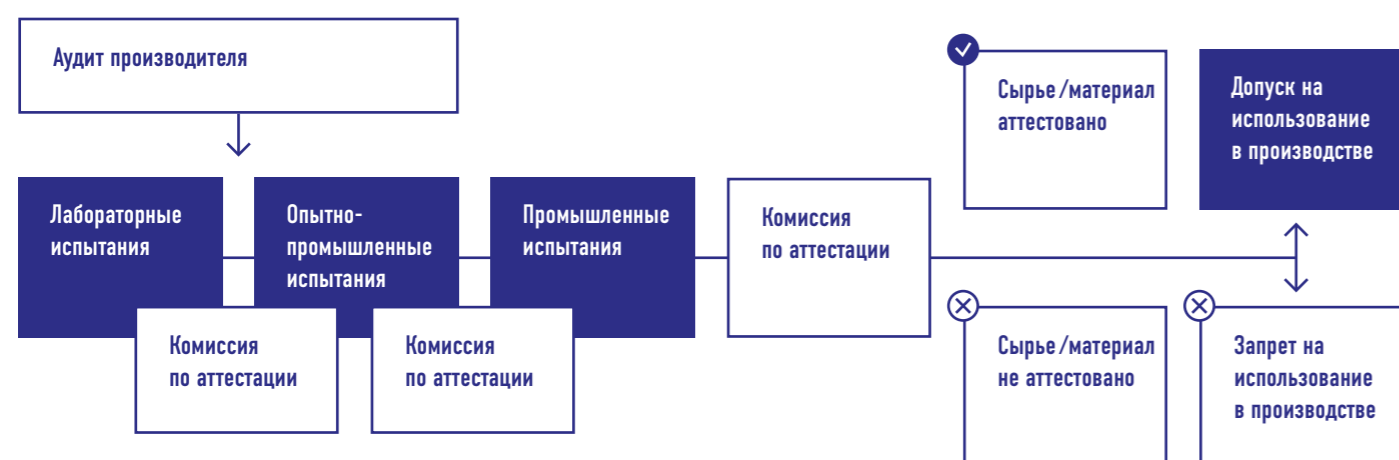 Аудит производителя
Лабораторные
испытания
Комиссия
по аттестации
Опытно-
промышленные
испытания
Комиссия
по аттестации
Промышленные
испытания
Комиссия
по аттестации
Сырье/материал
аттестовано
Допуск на
использование
в производстве
Сырье/материал
не аттестовано
Запрет на
использование
в производстве